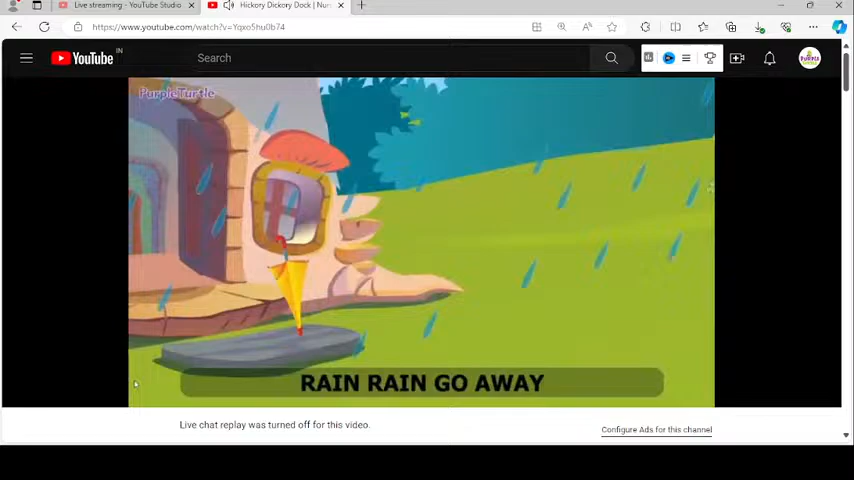 Live streaming - YouTube Studio
Hickory Dickory Dock | Nurs
https://www.youtube.com/watch?v=Yqxo5hu0b74
YouTube IN
Search
PurpleTurtle
RAIN RAIN GO AWAY
Live chat replay was turned off for this video.
Configure Ads for this channel